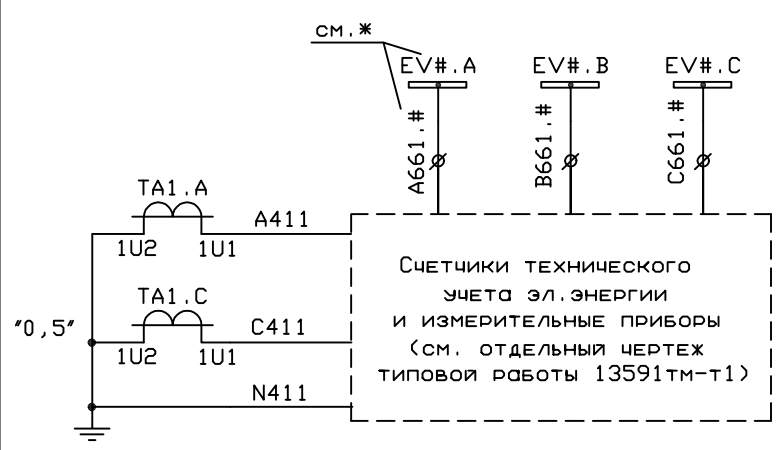 см.*
EV#.A EV#.B EV#.C
A661.# B661.# C661.#
TA1.A
1U2 1U1
A411
TA1.C
1U2 1U1
C411
"0,5"
N411
Счетчики технического
учета эл.энергии
и измерительные приборы
(см. отдельный чертеж
типовой работы 13591тм-т1)